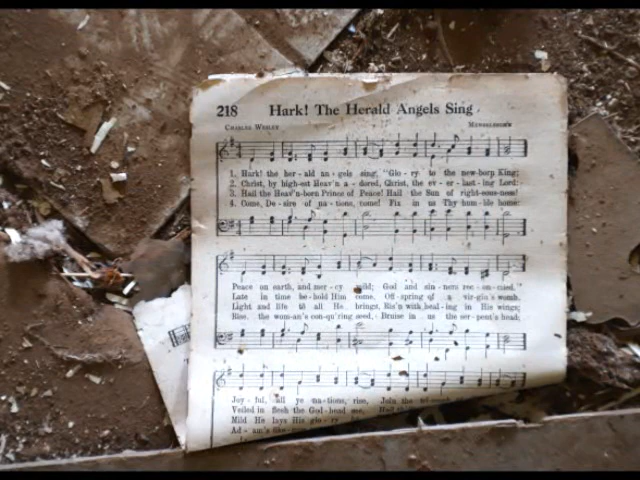 218 Hark! The Herald Angels Sing
CHARLES WESLEY MENDELSSOHN
1. Hark! the her-ald an-gels sing, "Glo-ry to the new-born King;
2. Christ, by high-est Heav'n a-dored, Christ, the ev-er-last-ing Lord:
3. Hail the Heav'n-born Prince of Peace! Hail the Sun of right-eous-ness!
4. Come, De-sire of na-tions, come! Fix in us Thy hum-ble home:
Peace on earth, and mer-cy mild; God and sin-ners rec-on-ciled."
Late in time be-hold Him come, Off-spring of a vir-gin's womb.
Light and life to all He brings, Ris'n with heal-ing in His wings;
Rise, the wom-an's con-qu'ring seed, Bruise in us the ser-pent's head;
Joy-ful, all ye na-tions, rise, Join the
Veiled in flesh the God-head see, Hail
Mild He lays His glo-ry
Ad-am's